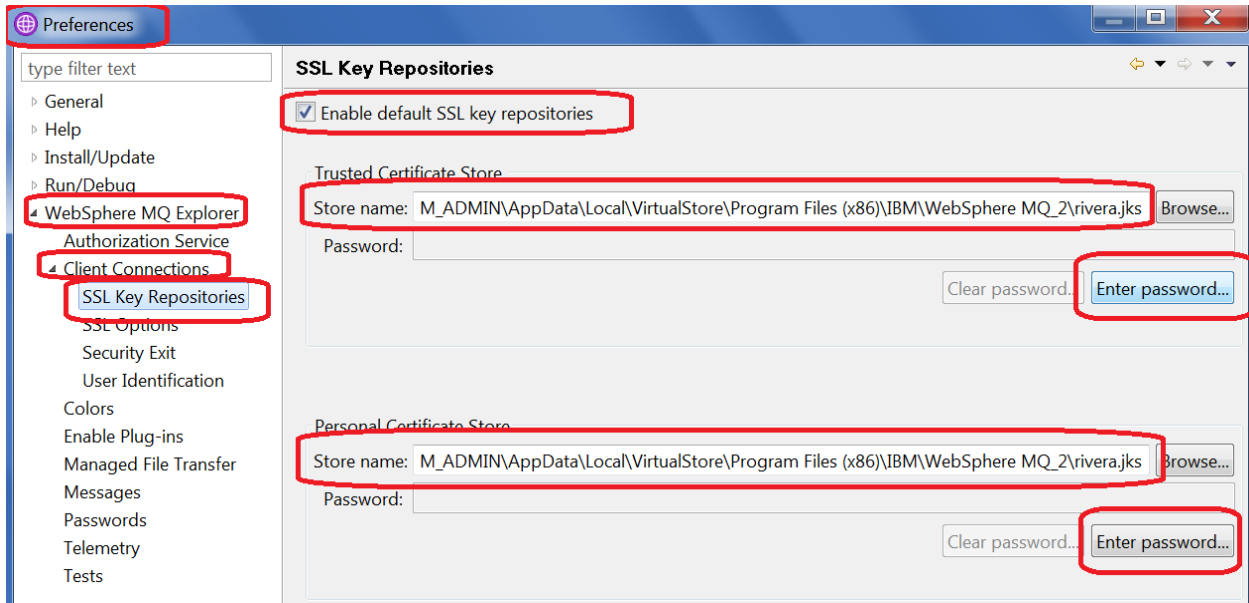 Preferences
type filter text
General
Help
Install/Update
Run/Debug
WebSphere MQ Explorer
Authorization Service
Client Connections
SSL Key Repositories
SSL Options
Security Exit
User Identification
Colors
Enable Plug-ins
Managed File Transfer
Messages
Passwords
Telemetry
Tests
SSL Key Repositories
Enable default SSL key repositories
Trusted Certificate Store
Store name: M_ADMIN\AppData\Local\VirtualStore\Program Files (x86)\IBM\WebSphere MQ_2\rivera.jks Browse...
Password:
Clear password... Enter password...
Personal Certificate Store
Store name: M_ADMIN\AppData\Local\VirtualStore\Program Files (x86)\IBM\WebSphere MQ_2\rivera.jks Browse...
Password:
Clear password... Enter password...